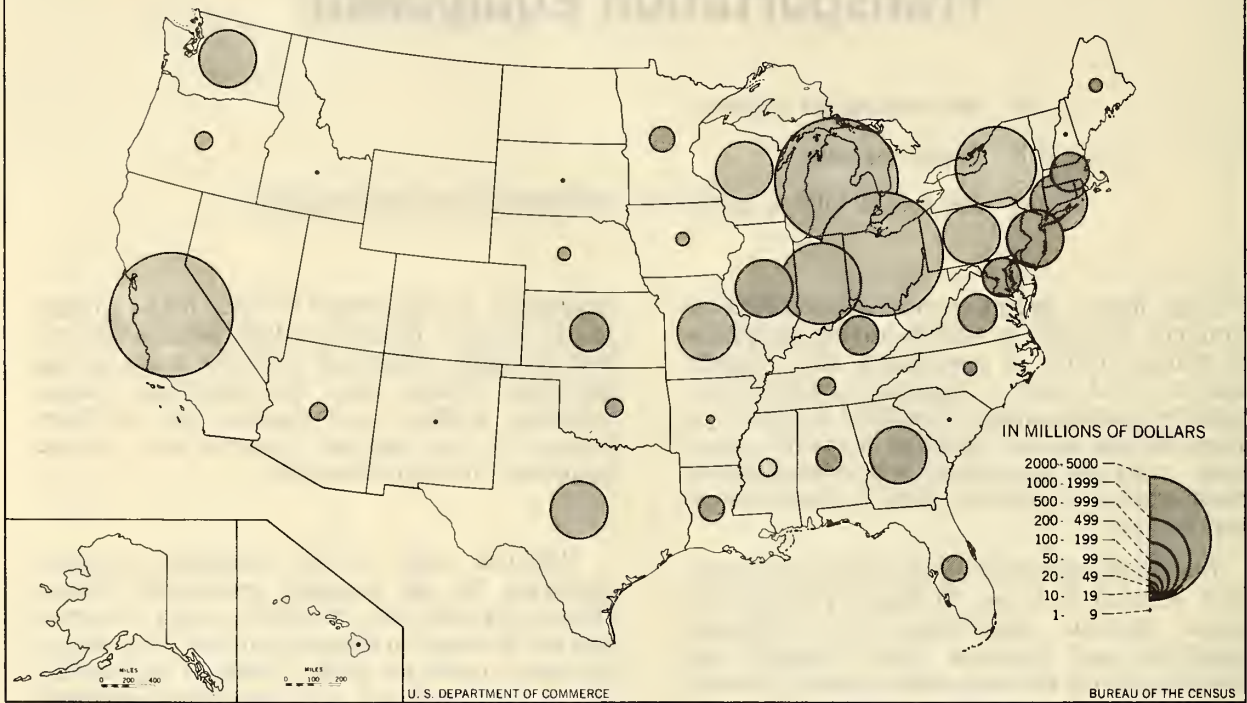 IN MILLIONS OF DOLLARS
2000- 5000
1000- 1999
500- 999
200- 499
100- 199
50- 99
20- 49
10- 19
1- 9
MILES
0 200 400
MILES
0 100 200
U. S. DEPARTMENT OF COMMERCE
BUREAU OF THE CENSUS